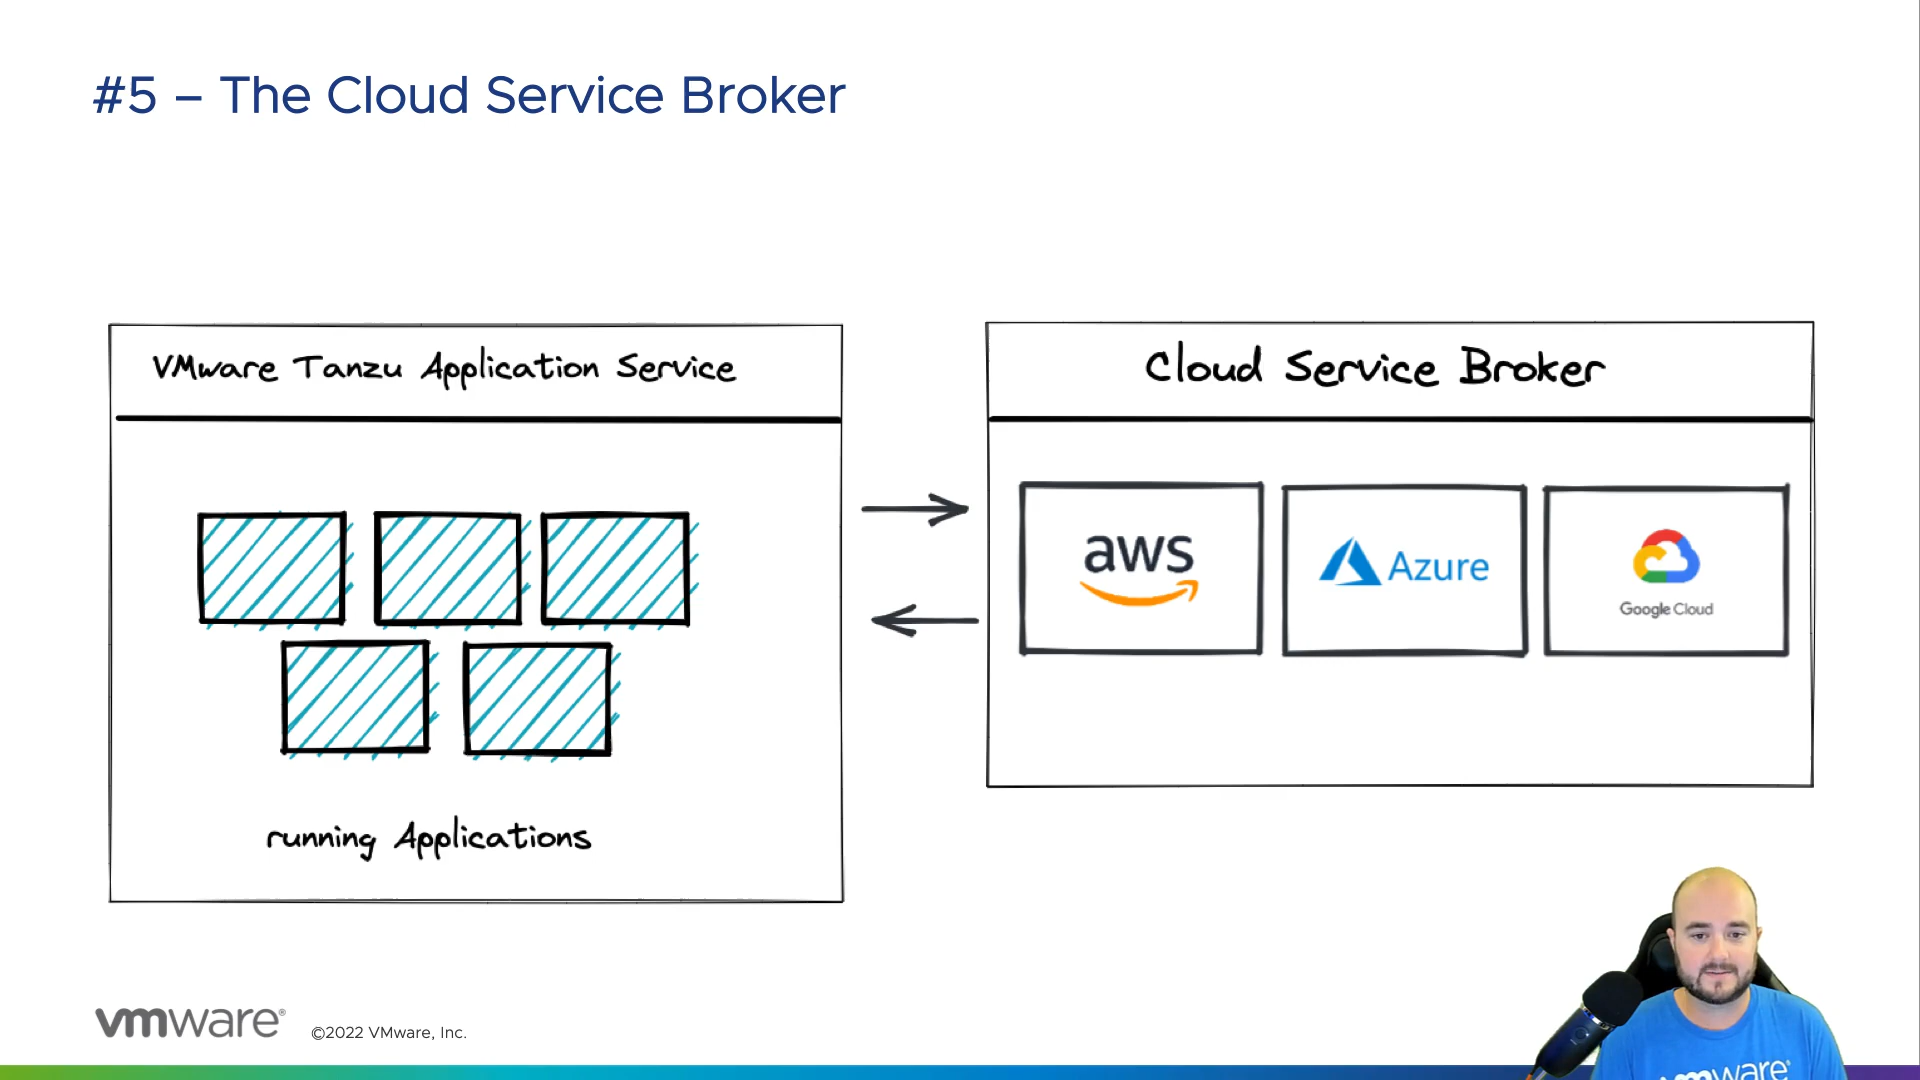 #5 – The Cloud Service Broker
VMware Tanzu Application Service
Cloud Service Broker
aws
Azure
Google Cloud
running Applications
vmware®
©2022 VMware, Inc.
vmware®